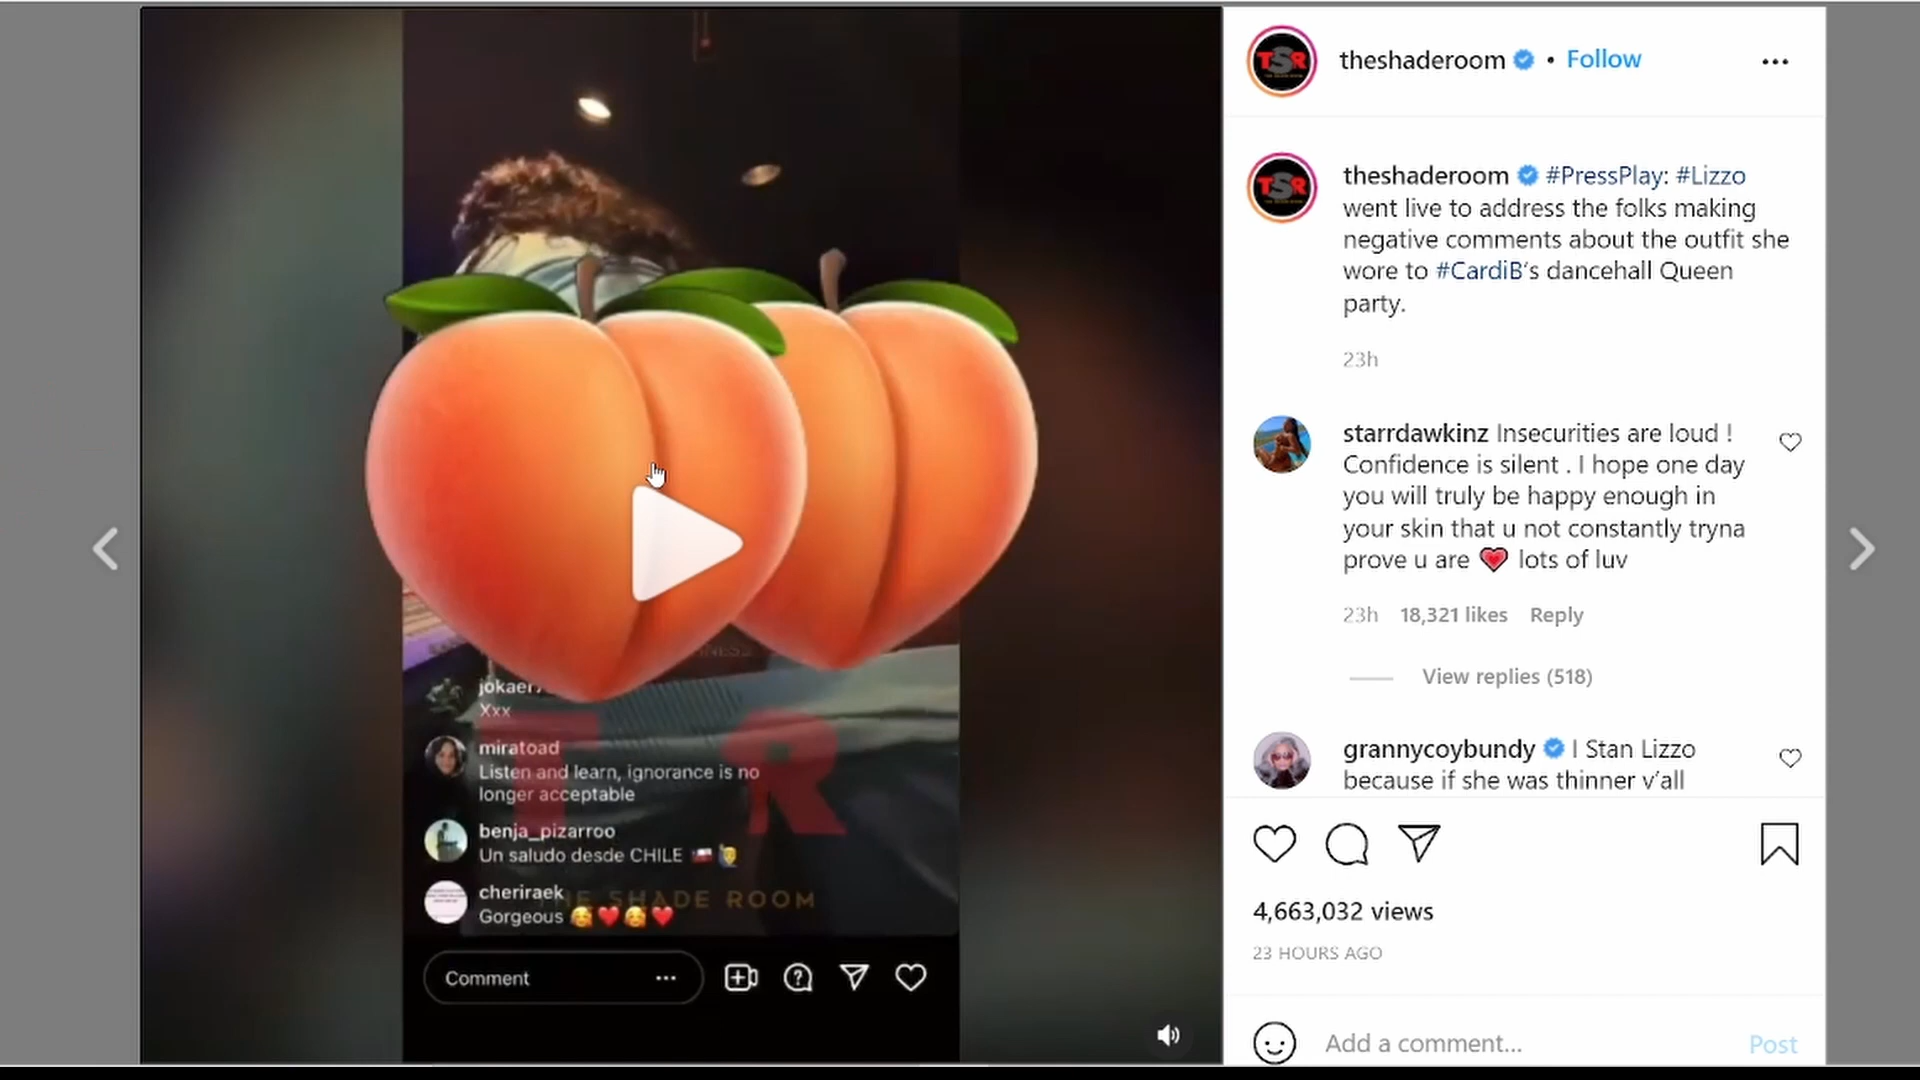 theshaderoom • Follow
theshaderoom #PressPlay: #Lizzo
went live to address the folks making
negative comments about the outfit she
wore to #CardiB's dancehall Queen
party.
23h
starrdawkinz Insecurities are loud !
Confidence is silent . I hope one day
you will truly be happy enough in
your skin that u not constantly tryna
prove u are ❤️ lots of luv
23h 18,321 likes Reply
View replies (518)
grannycoybundy I Stan Lizzo
because if she was thinner y'all
4,663,032 views
23 HOURS AGO
Add a comment... Post
TSR
TSR
Xxx
miratoad
Listen and learn, ignorance is no
longer acceptable
benja_pizarroo
Un saludo desde CHILE 🇨🇱 🙋‍♂️
cheriraek
Gorgeous 🥰❤️🥰❤️
T R
THE SHADE ROOM
Comment ...